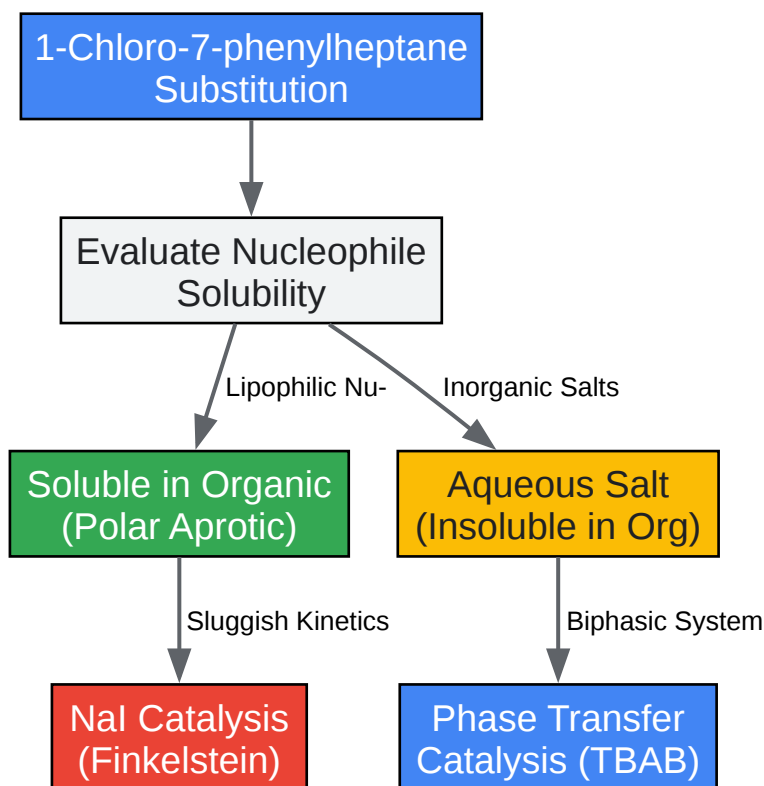 1-Chloro-7-phenylheptane
Substitution
Evaluate Nucleophile
Solubility
Lipophilic Nu-
Inorganic Salts
Soluble in Organic
(Polar Aprotic)
Aqueous Salt
(Insoluble in Org)
Sluggish Kinetics
Biphasic System
NaI Catalysis
(Finkelstein)
Phase Transfer
Catalysis (TBAB)